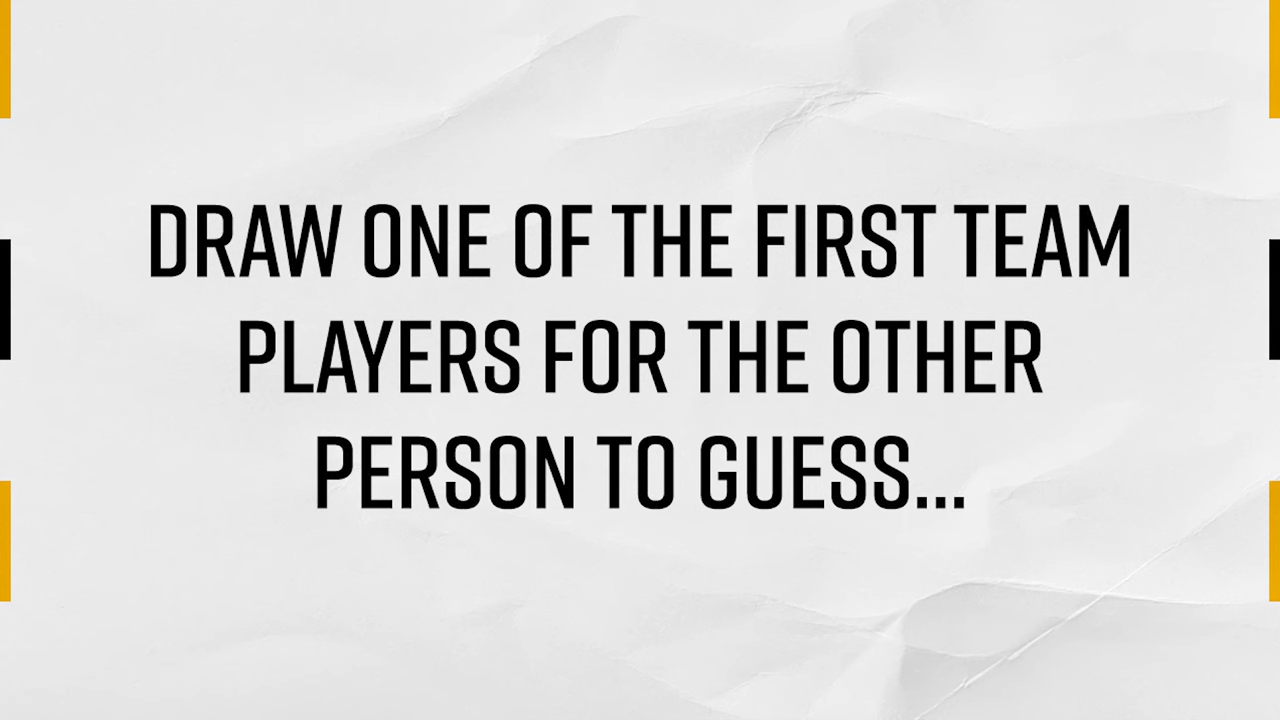 DRAW ONE OF THE FIRST TEAM
PLAYERS FOR THE OTHER
PERSON TO GUESS...